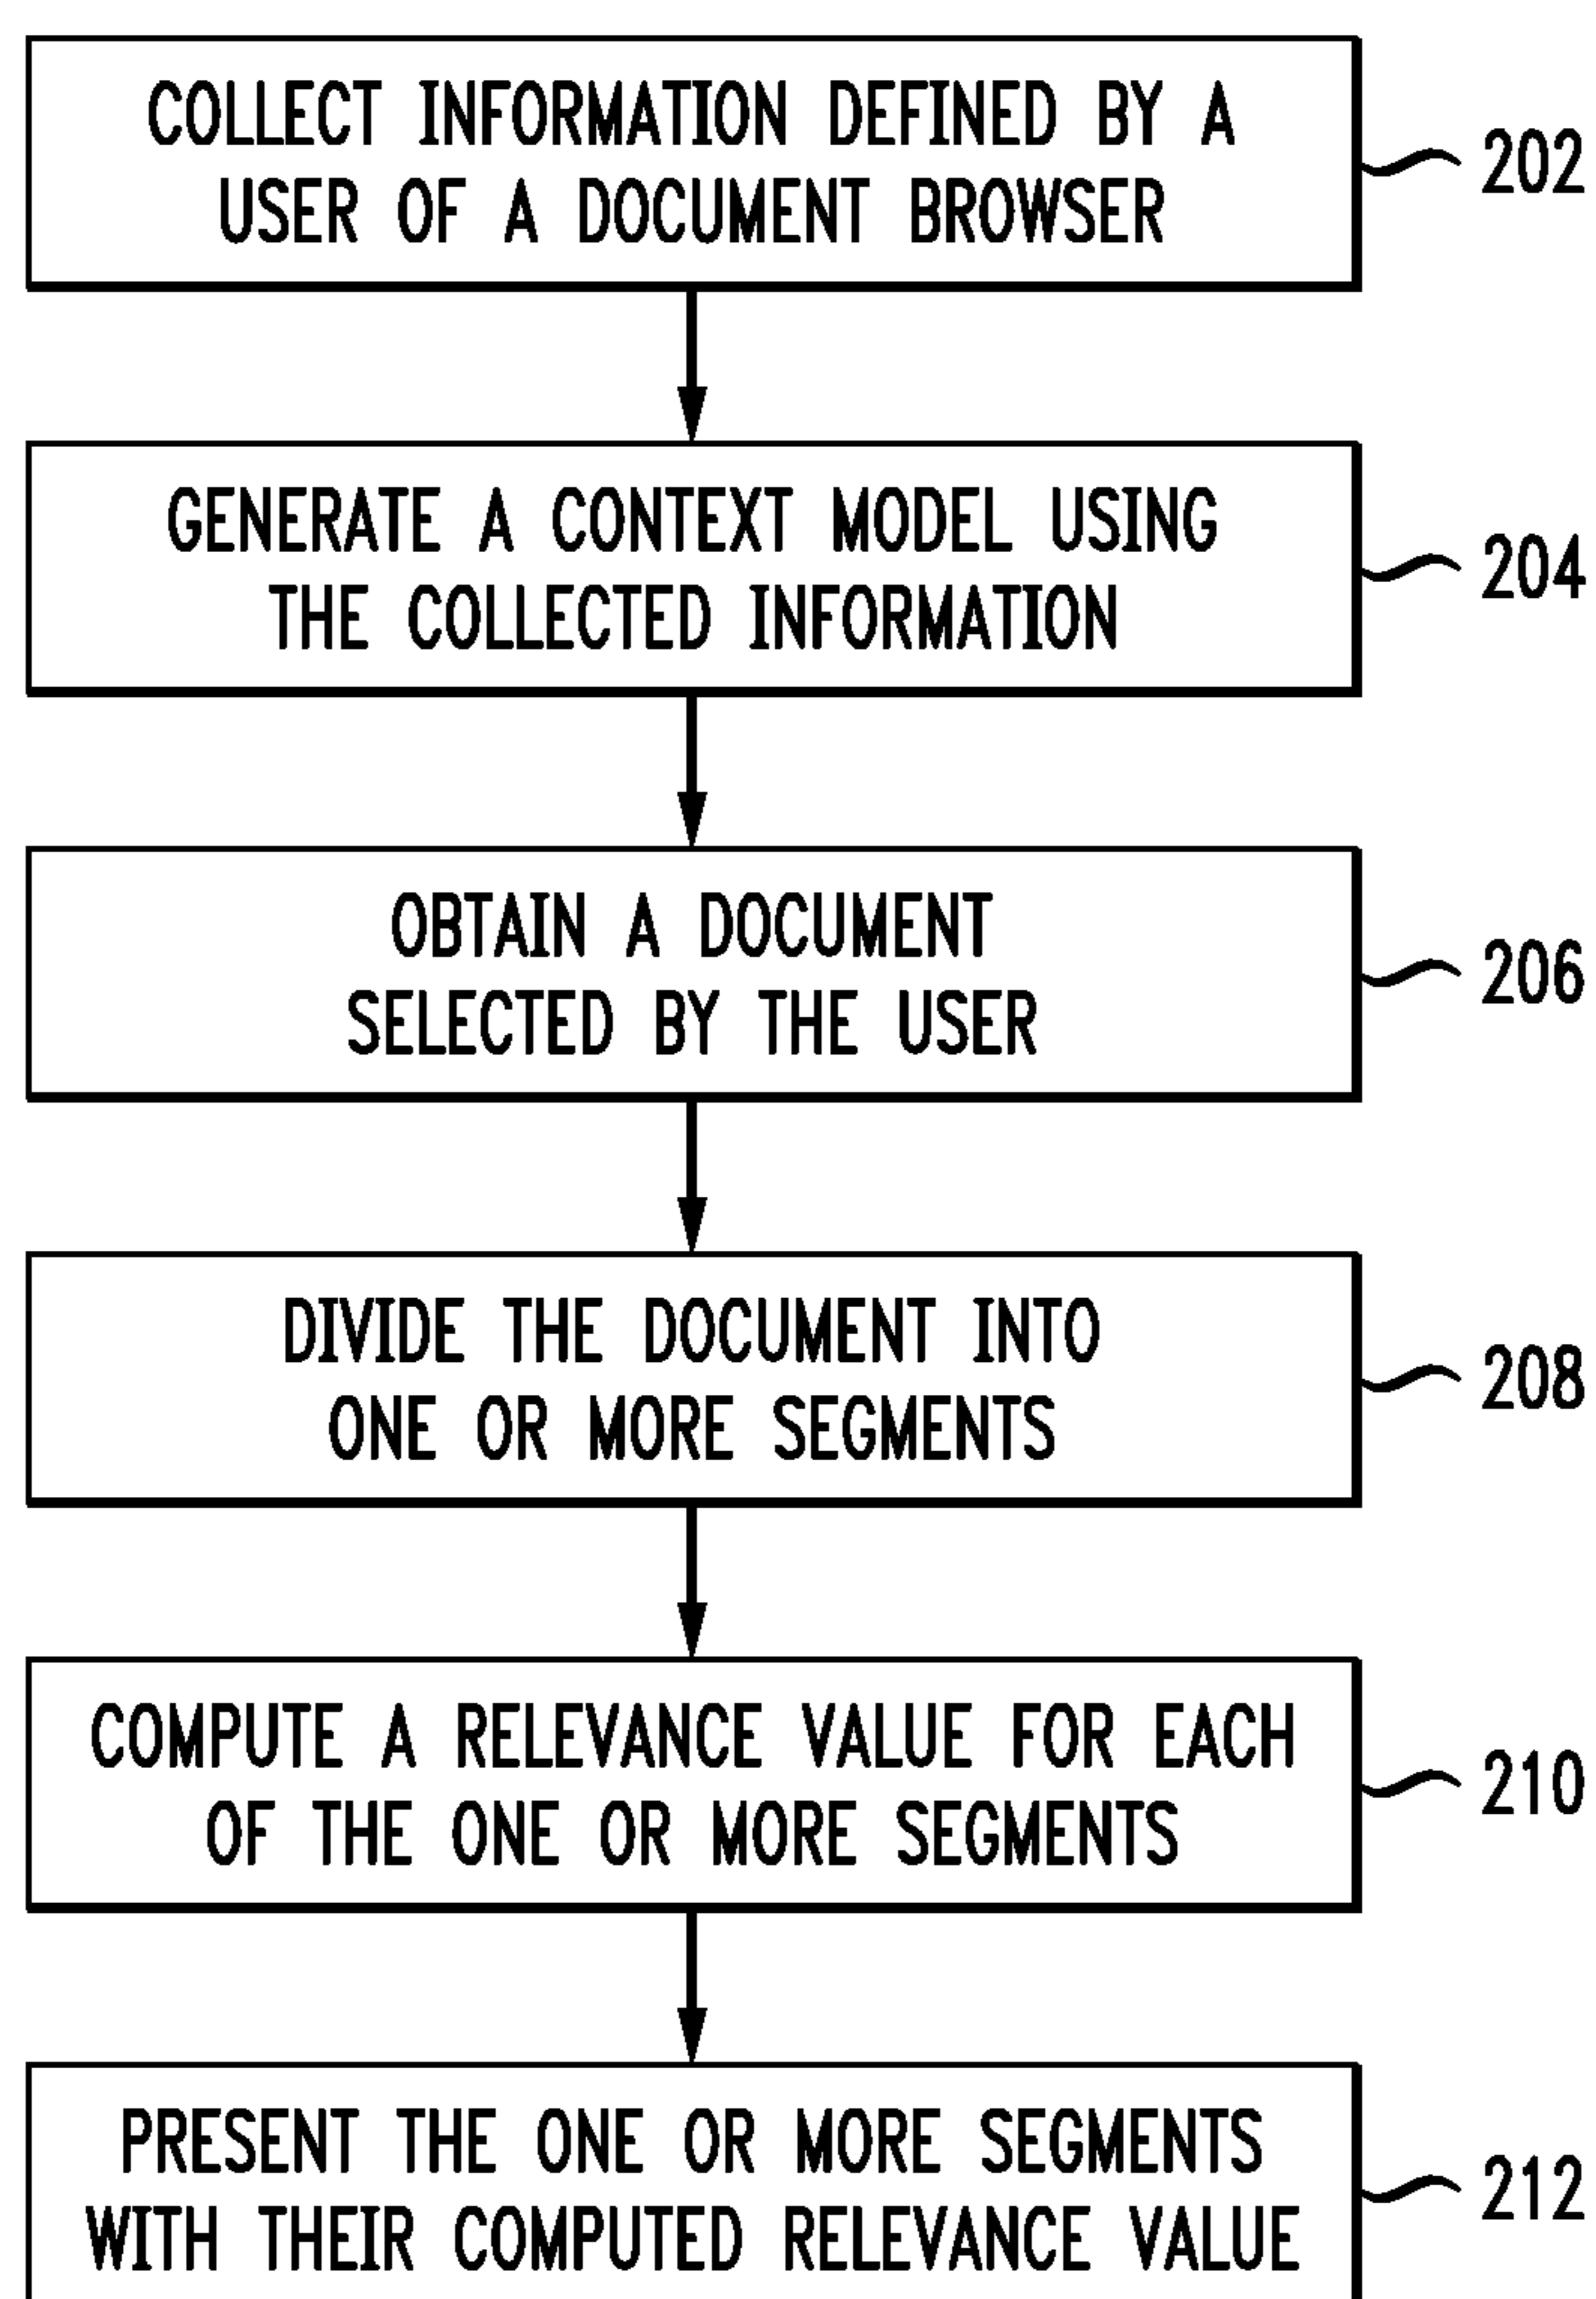 COLLECT INFORMATION DEFINED BY A
USER OF A DOCUMENT BROWSER
202
GENERATE A CONTEXT MODEL USING
THE COLLECTED INFORMATION
204
OBTAIN A DOCUMENT
SELECTED BY THE USER
206
DIVIDE THE DOCUMENT INTO
ONE OR MORE SEGMENTS
208
COMPUTE A RELEVANCE VALUE FOR EACH
OF THE ONE OR MORE SEGMENTS
210
PRESENT THE ONE OR MORE SEGMENTS
WITH THEIR COMPUTED RELEVANCE VALUE
212